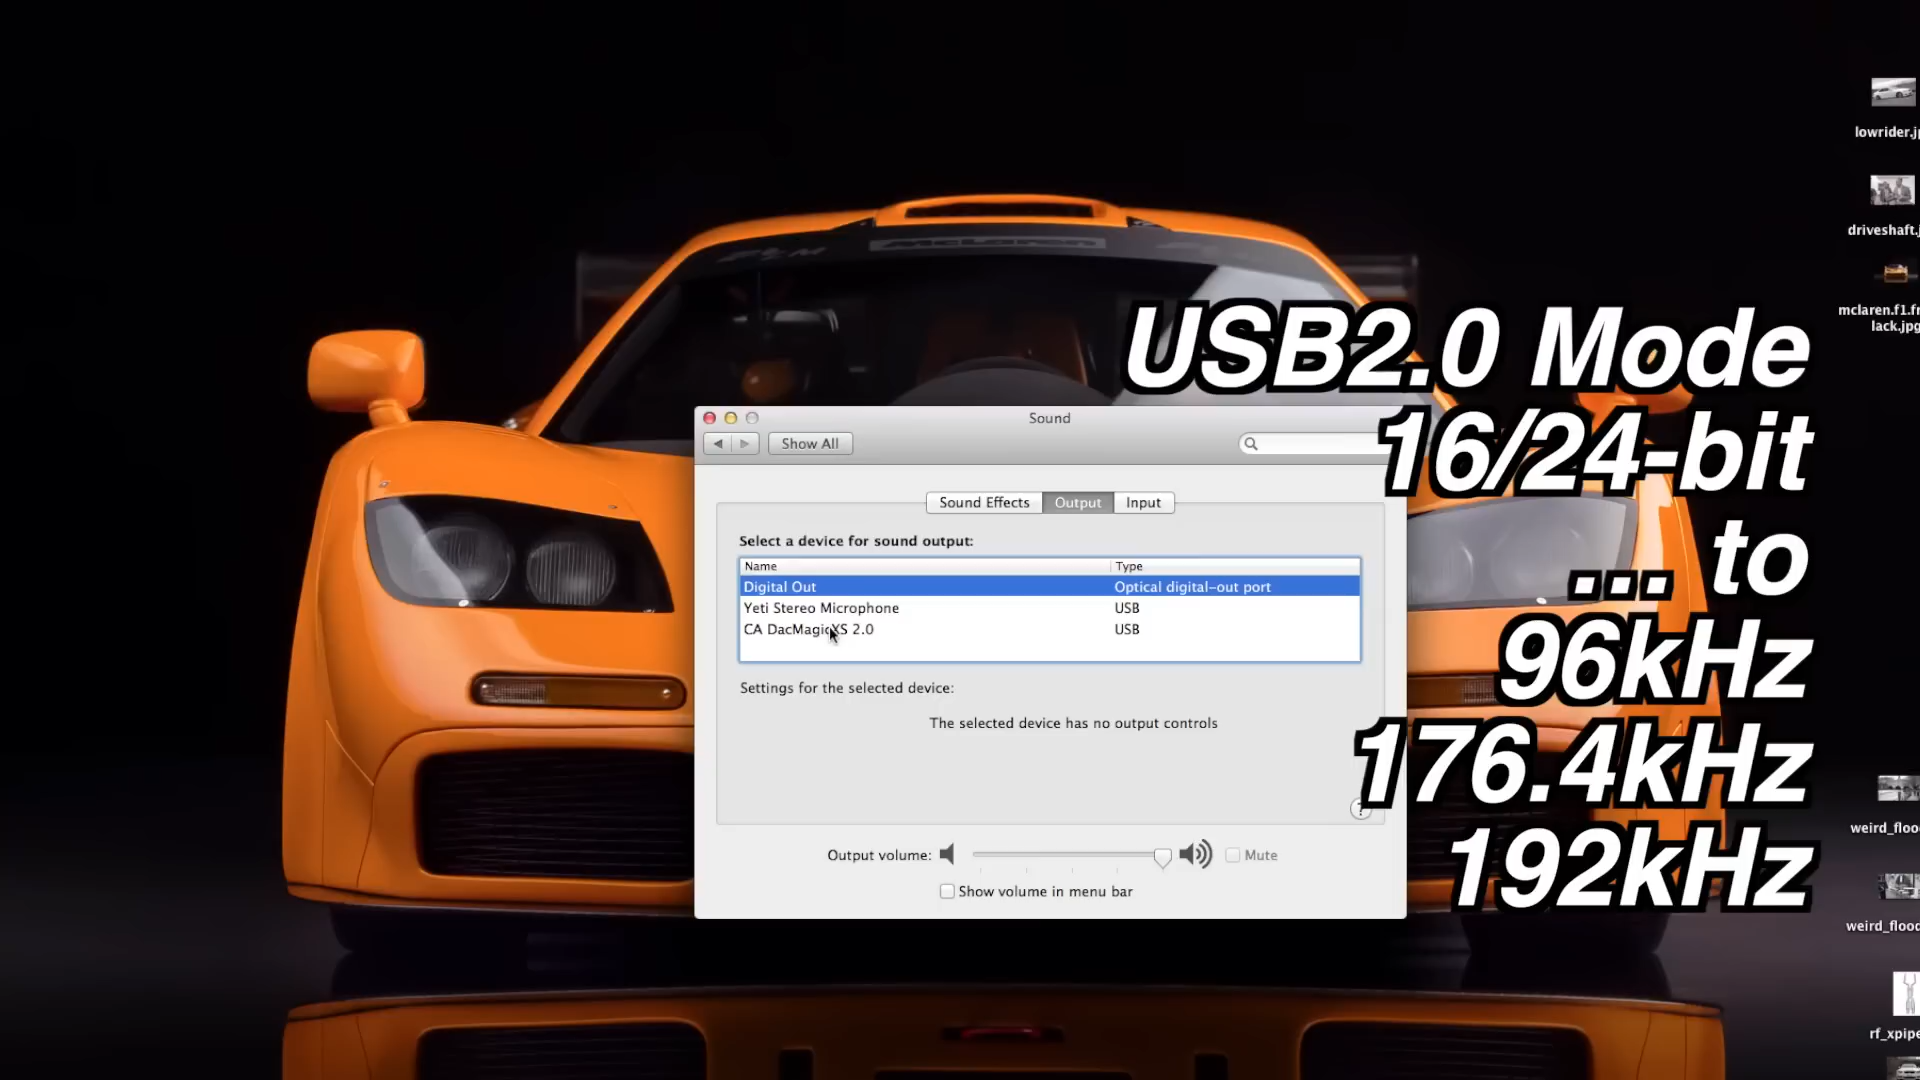 McLaren
lowrider.j
driveshaft.j
mclaren.f1.fr
lack.jpg
USB2.0 Mode
16/24-bit
... to
96kHz
176.4kHz
192kHz
Sound
Show All
Sound Effects
Output
Input
Select a device for sound output:
Name Type
Digital Out Optical digital-out port
Yeti Stereo Microphone USB
CA DacMagicXS 2.0 USB
Settings for the selected device:
The selected device has no output controls
?
Output volume:
Mute
Show volume in menu bar
weird_flood
weird_flood
rf_xpipe